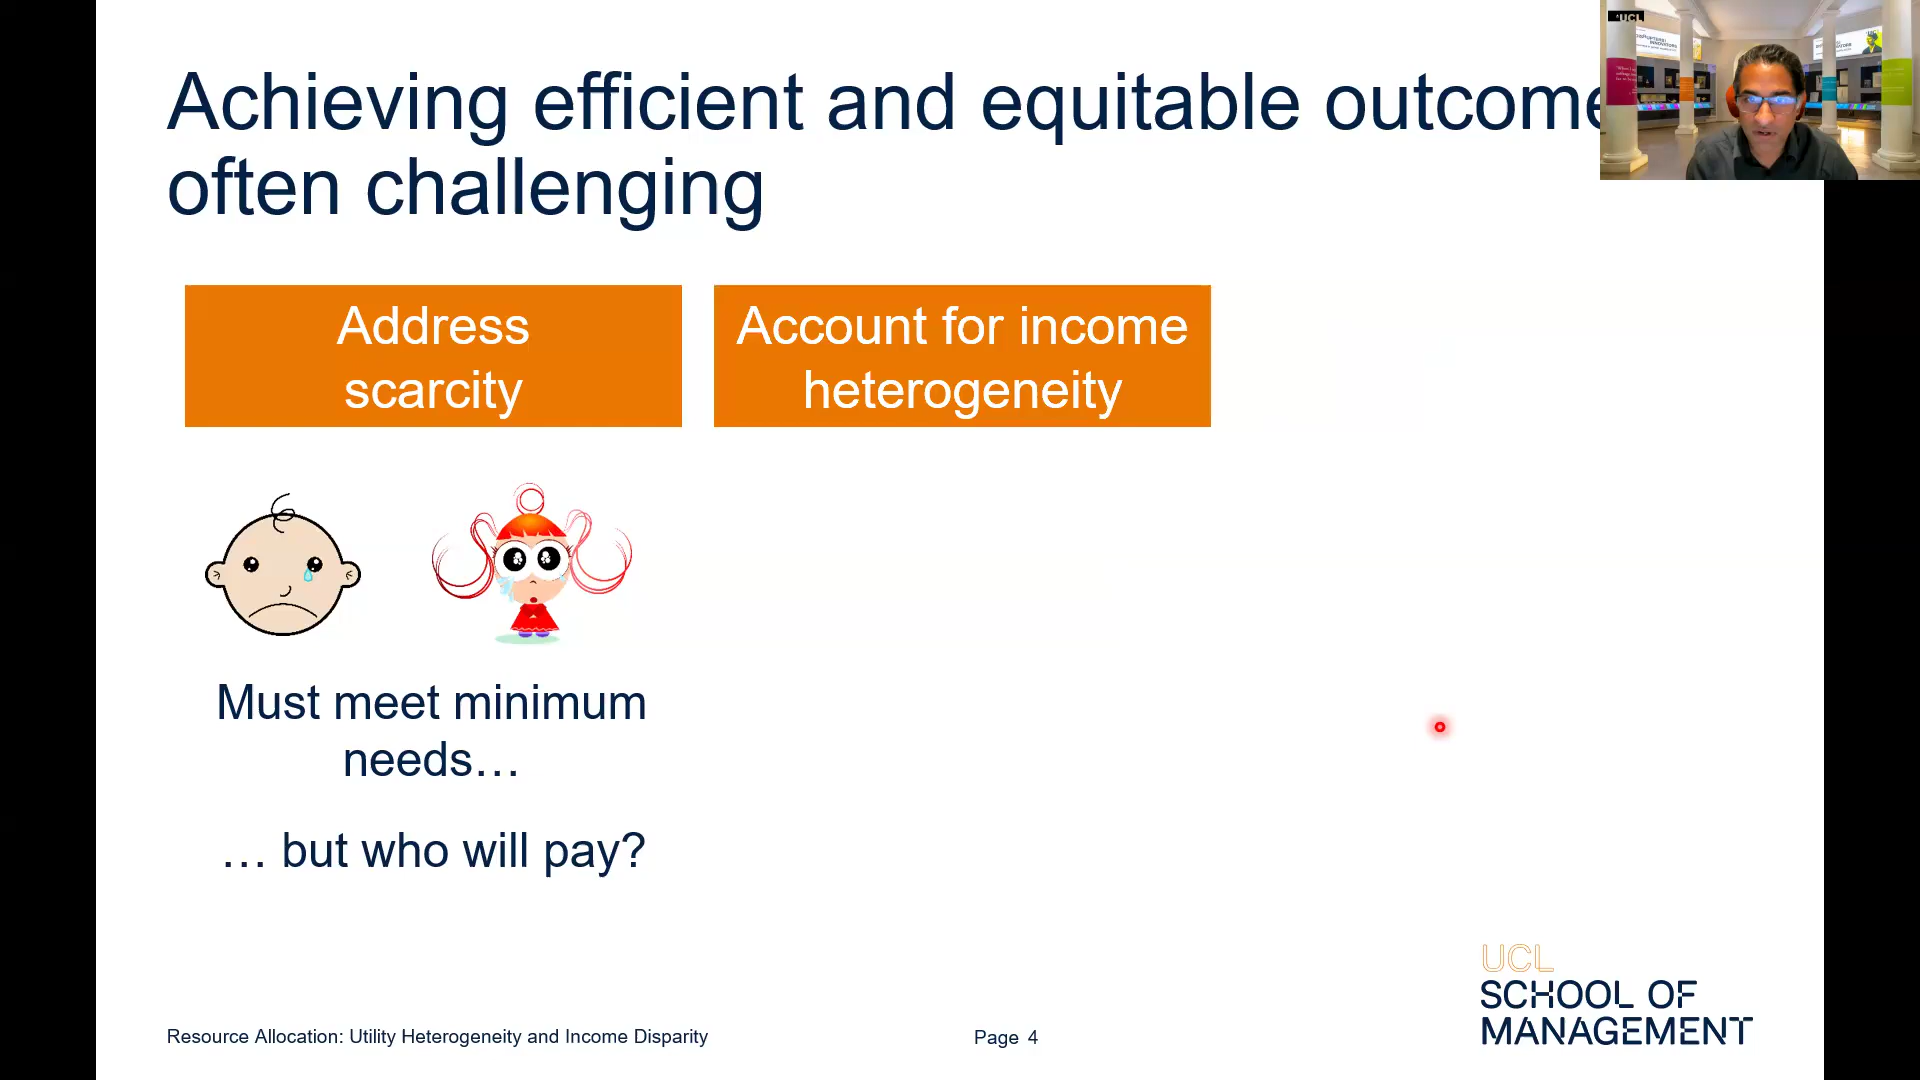 Achieving efficient and equitable outcome
often challenging
Address
scarcity
Account for income
heterogeneity
Must meet minimum
needs…
… but who will pay?
UCL
SCHOOL OF
MANAGEMENT
Resource Allocation: Utility Heterogeneity and Income Disparity
Page 4
UCL